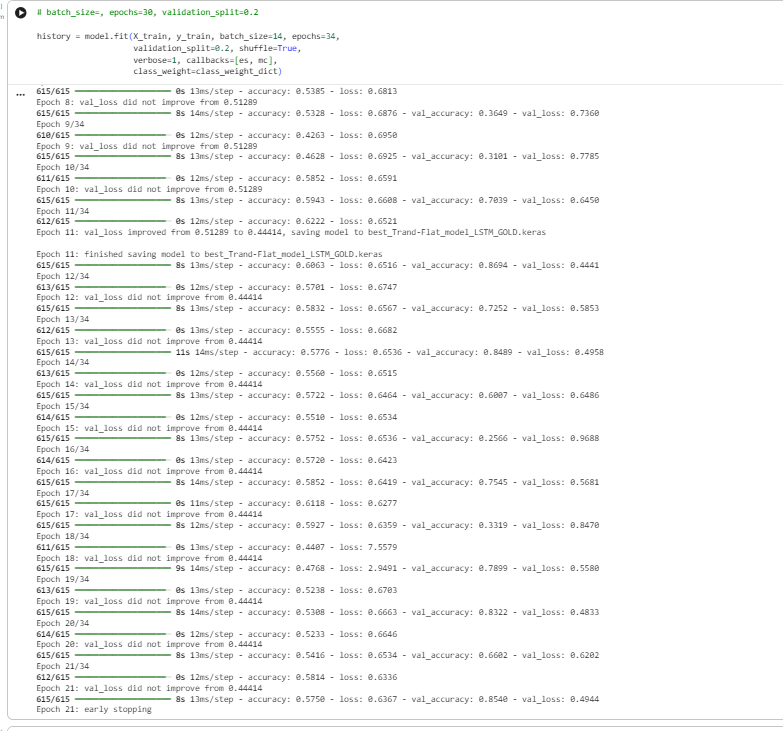 # batch_size=, epochs=30, validation_split=0.2
history = model.fit(X_train, y_train, batch_size=14, epochs=34,
validation_split=0.2, shuffle=True,
verbose=1, callbacks=[es, mc],
class_weight=class_weight_dict)
615/615 0s 13ms/step - accuracy: 0.5385 - loss: 0.6813
Epoch 8: val_loss did not improve from 0.51289
615/615 8s 14ms/step - accuracy: 0.5328 - loss: 0.6876 - val_accuracy: 0.3649 - val_loss: 0.7360
Epoch 9/34
610/615 0s 12ms/step - accuracy: 0.4263 - loss: 0.6950
Epoch 9: val_loss did not improve from 0.51289
615/615 8s 13ms/step - accuracy: 0.4628 - loss: 0.6925 - val_accuracy: 0.3101 - val_loss: 0.7785
Epoch 10/34
611/615 0s 12ms/step - accuracy: 0.5852 - loss: 0.6591
Epoch 10: val_loss did not improve from 0.51289
615/615 8s 13ms/step - accuracy: 0.5943 - loss: 0.6608 - val_accuracy: 0.7039 - val_loss: 0.6450
Epoch 11/34
612/615 0s 12ms/step - accuracy: 0.6222 - loss: 0.6521
Epoch 11: val_loss improved from 0.51289 to 0.44414, saving model to best_Trand-Flat_model_LSTM_GOLD.keras
Epoch 11: finished saving model to best_Trand-Flat_model_LSTM_GOLD.keras
615/615 8s 13ms/step - accuracy: 0.6063 - loss: 0.6516 - val_accuracy: 0.8694 - val_loss: 0.4441
Epoch 12/34
613/615 0s 12ms/step - accuracy: 0.5701 - loss: 0.6747
Epoch 12: val_loss did not improve from 0.44414
615/615 8s 13ms/step - accuracy: 0.5832 - loss: 0.6567 - val_accuracy: 0.7252 - val_loss: 0.5853
Epoch 13/34
612/615 0s 13ms/step - accuracy: 0.5555 - loss: 0.6682
Epoch 13: val_loss did not improve from 0.44414
615/615 11s 14ms/step - accuracy: 0.5776 - loss: 0.6536 - val_accuracy: 0.8489 - val_loss: 0.4958
Epoch 14/34
613/615 0s 12ms/step - accuracy: 0.5560 - loss: 0.6515
Epoch 14: val_loss did not improve from 0.44414
615/615 8s 13ms/step - accuracy: 0.5722 - loss: 0.6464 - val_accuracy: 0.6007 - val_loss: 0.6486
Epoch 15/34
614/615 0s 12ms/step - accuracy: 0.5510 - loss: 0.6534
Epoch 15: val_loss did not improve from 0.44414
615/615 8s 13ms/step - accuracy: 0.5752 - loss: 0.6536 - val_accuracy: 0.2566 - val_loss: 0.9688
Epoch 16/34
614/615 0s 13ms/step - accuracy: 0.5720 - loss: 0.6423
Epoch 16: val_loss did not improve from 0.44414
615/615 8s 14ms/step - accuracy: 0.5852 - loss: 0.6419 - val_accuracy: 0.7545 - val_loss: 0.5681
Epoch 17/34
615/615 0s 11ms/step - accuracy: 0.6118 - loss: 0.6277
Epoch 17: val_loss did not improve from 0.44414
615/615 8s 12ms/step - accuracy: 0.5927 - loss: 0.6359 - val_accuracy: 0.3319 - val_loss: 0.8470
Epoch 18/34
611/615 0s 13ms/step - accuracy: 0.4407 - loss: 7.5579
Epoch 18: val_loss did not improve from 0.44414
615/615 9s 14ms/step - accuracy: 0.4768 - loss: 2.9491 - val_accuracy: 0.7899 - val_loss: 0.5580
Epoch 19/34
615/615 0s 13ms/step - accuracy: 0.5238 - loss: 0.6703
Epoch 19: val_loss did not improve from 0.44414
615/615 8s 14ms/step - accuracy: 0.5308 - loss: 0.6663 - val_accuracy: 0.8322 - val_loss: 0.4833
Epoch 20/34
614/615 0s 12ms/step - accuracy: 0.5233 - loss: 0.6646
Epoch 20: val_loss did not improve from 0.44414
615/615 8s 13ms/step - accuracy: 0.5416 - loss: 0.6534 - val_accuracy: 0.6602 - val_loss: 0.6202
Epoch 21/34
612/615 0s 12ms/step - accuracy: 0.5814 - loss: 0.6336
Epoch 21: val_loss did not improve from 0.44414
615/615 8s 13ms/step - accuracy: 0.5750 - loss: 0.6367 - val_accuracy: 0.8540 - val_loss: 0.4944
Epoch 21: early stopping